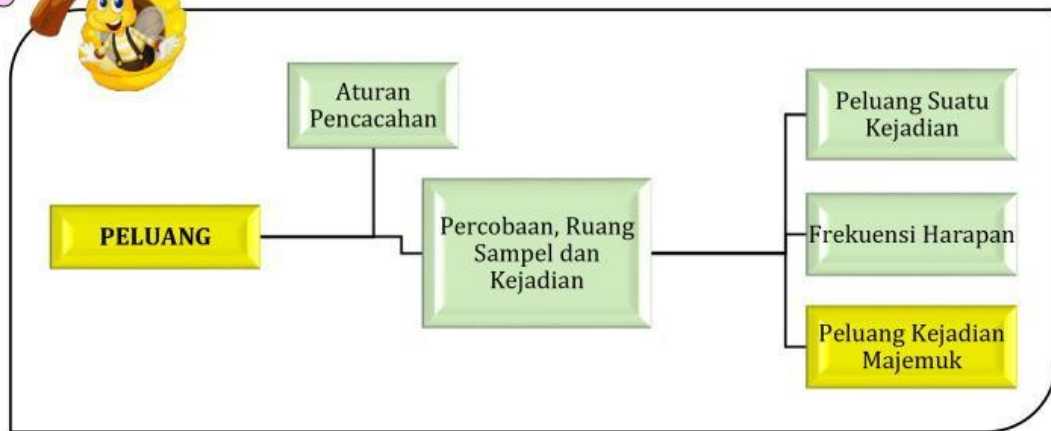 Aturan
Pencacahan
PELUANG
Percobaan, Ruang
Sampel dan
Kejadian
Peluang Suatu
Kejadian
Frekuensi Harapan
Peluang Kejadian
Majemuk